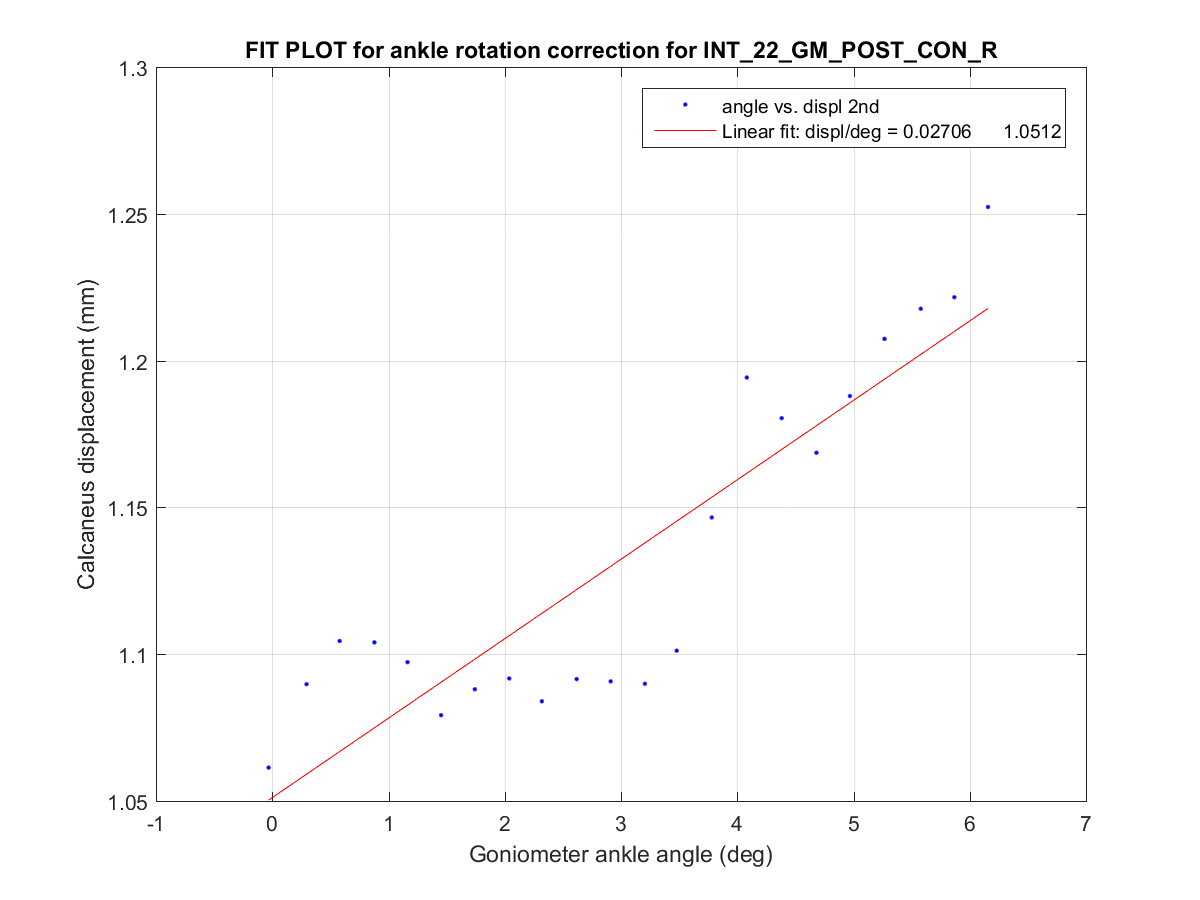 FIT PLOT for ankle rotation correction for INT_22_GM_POST_CON_R
angle vs. displ 2nd
Linear fit: displ/deg = 0.02706 1.0512
1.3
1.25
1.2
1.15
1.1
1.05
Calcaneus displacement (mm)
-1 0 1 2 3 4 5 6 7
Goniometer ankle angle (deg)